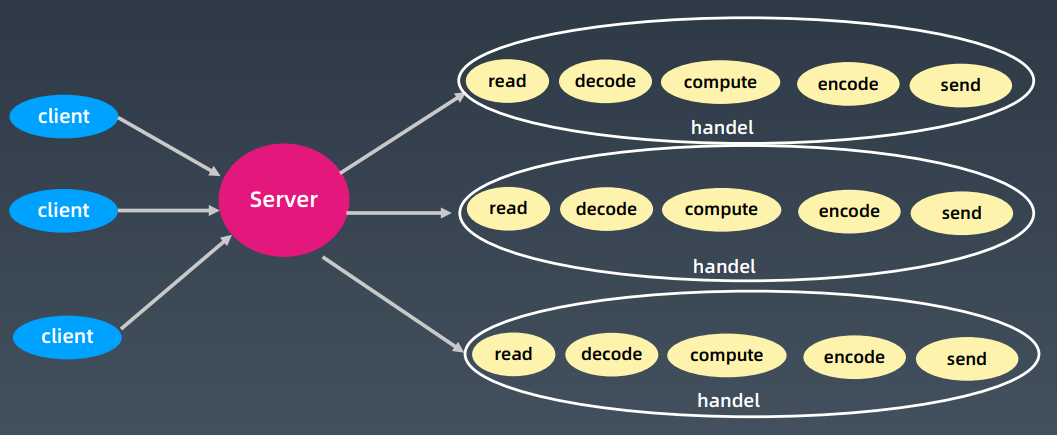 client
client
client
Server
read decode compute encode send
handel
read decode compute encode send
handel
read decode compute encode send
handel